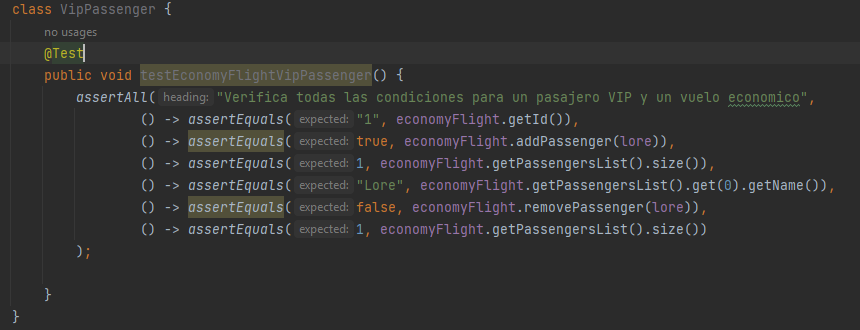 class VipPassenger {
no usages
@Test
public void testEconomyFlightVipPassenger() {
assertAll( heading: "Verifica todas las condiciones para un pasajero VIP y un vuelo economico",
() -> assertEquals( expected: "1", economyFlight.getId()),
() -> assertEquals( expected: true, economyFlight.addPassenger(lore)),
() -> assertEquals( expected: 1, economyFlight.getPassengersList().size()),
() -> assertEquals( expected: "Lore", economyFlight.getPassengersList().get(0).getName()),
() -> assertEquals( expected: false, economyFlight.removePassenger(lore)),
() -> assertEquals( expected: 1, economyFlight.getPassengersList().size())
);
}
}